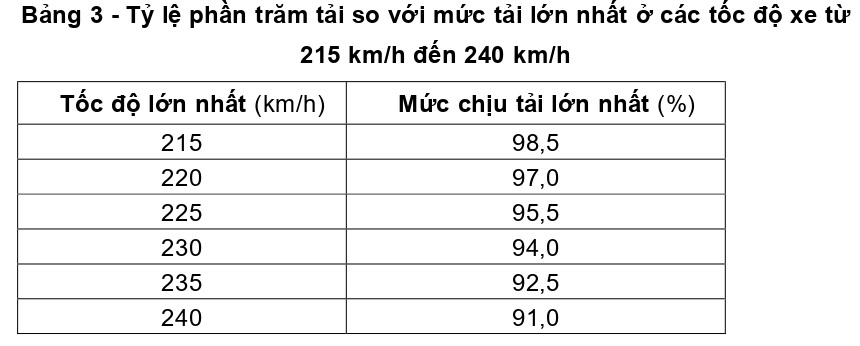 Bảng 3 - Tỷ lệ phần trăm tải so với mức tải lớn nhất ở các tốc độ xe từ
215 km/h đến 240 km/h
Tốc độ lớn nhất (km/h) Mức chịu tải lớn nhất (%)
215 98,5
220 97,0
225 95,5
230 94,0
235 92,5
240 91,0